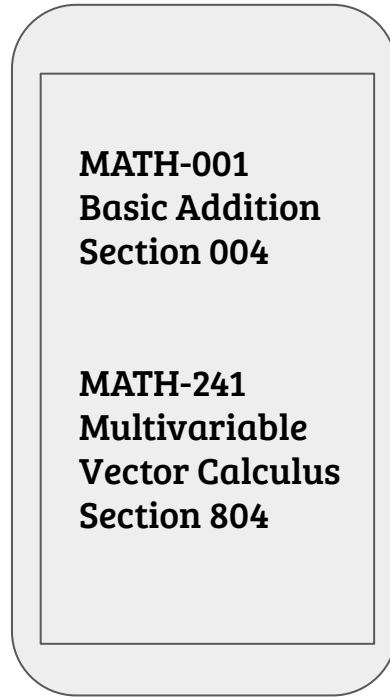 MATH-001
Basic Addition
Section 004
MATH-241
Multivariable
Vector Calculus
Section 804